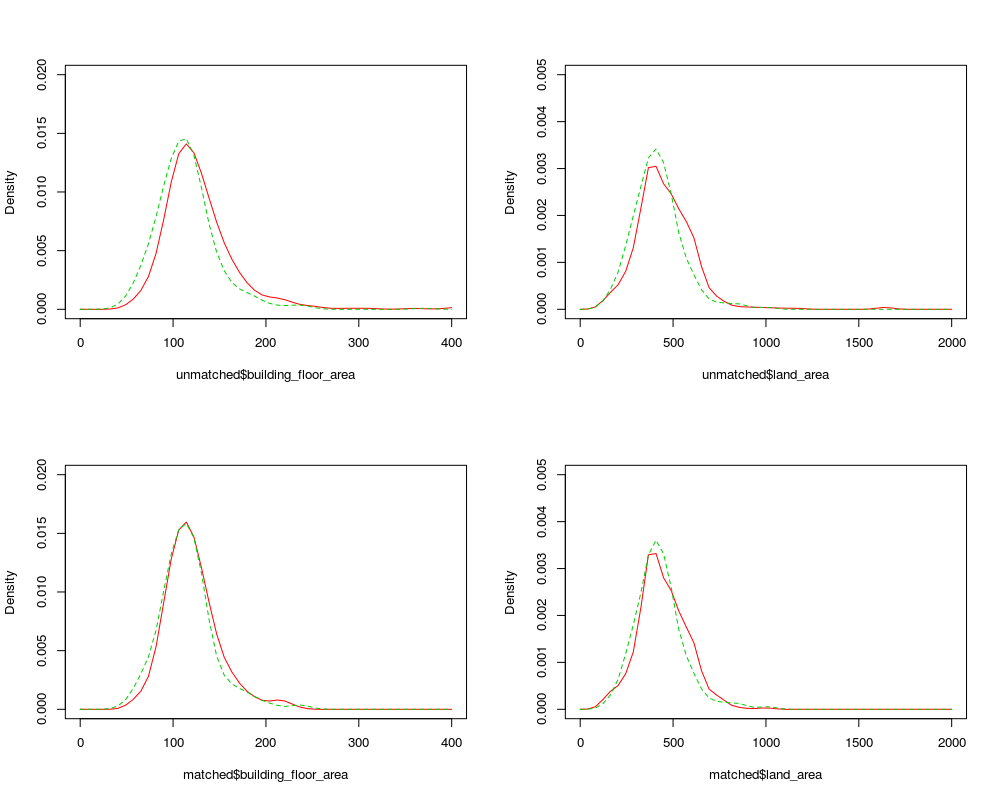 Density
0.000 0.005 0.010 0.015 0.020
0 100 200 300 400
unmatched$building_floor_area
Density
0.000 0.001 0.002 0.003 0.004 0.005
0 500 1000 1500 2000
unmatched$land_area
Density
0.000 0.005 0.010 0.015 0.020
0 100 200 300 400
matched$building_floor_area
Density
0.000 0.001 0.002 0.003 0.004 0.005
0 500 1000 1500 2000
matched$land_area